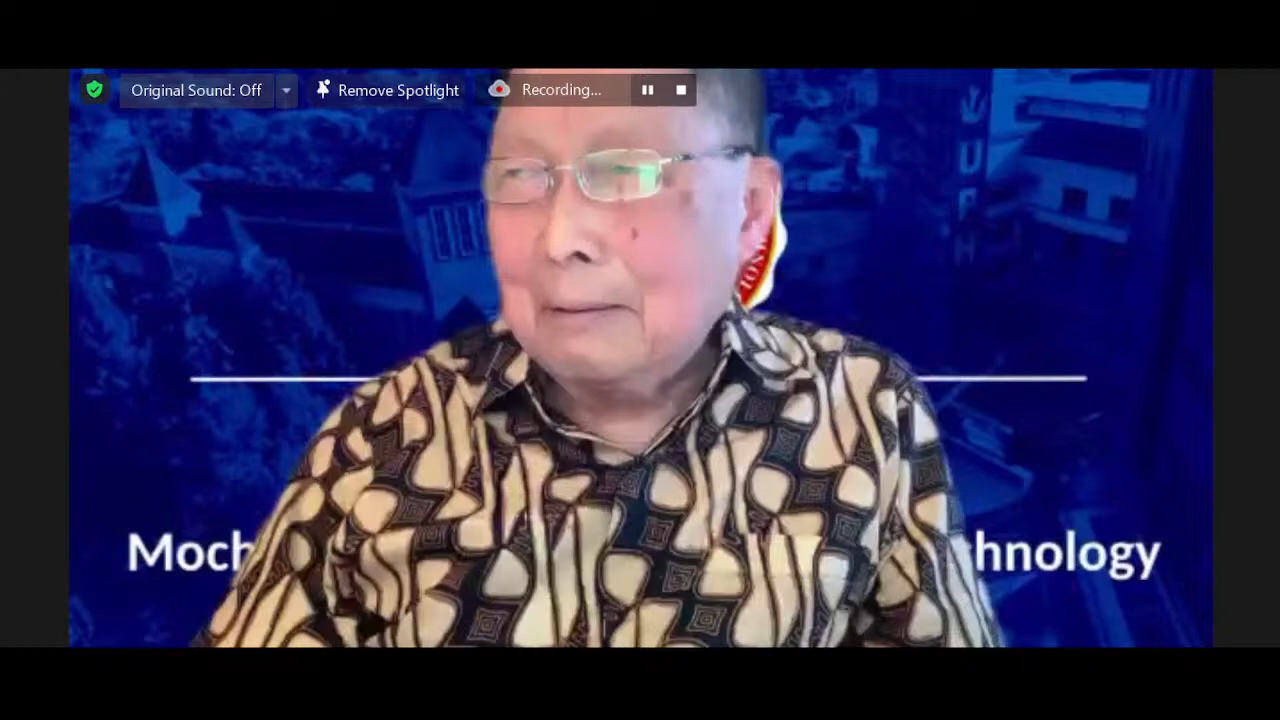 Original Sound: Off
Remove Spotlight
Recording...
Moch
hnology